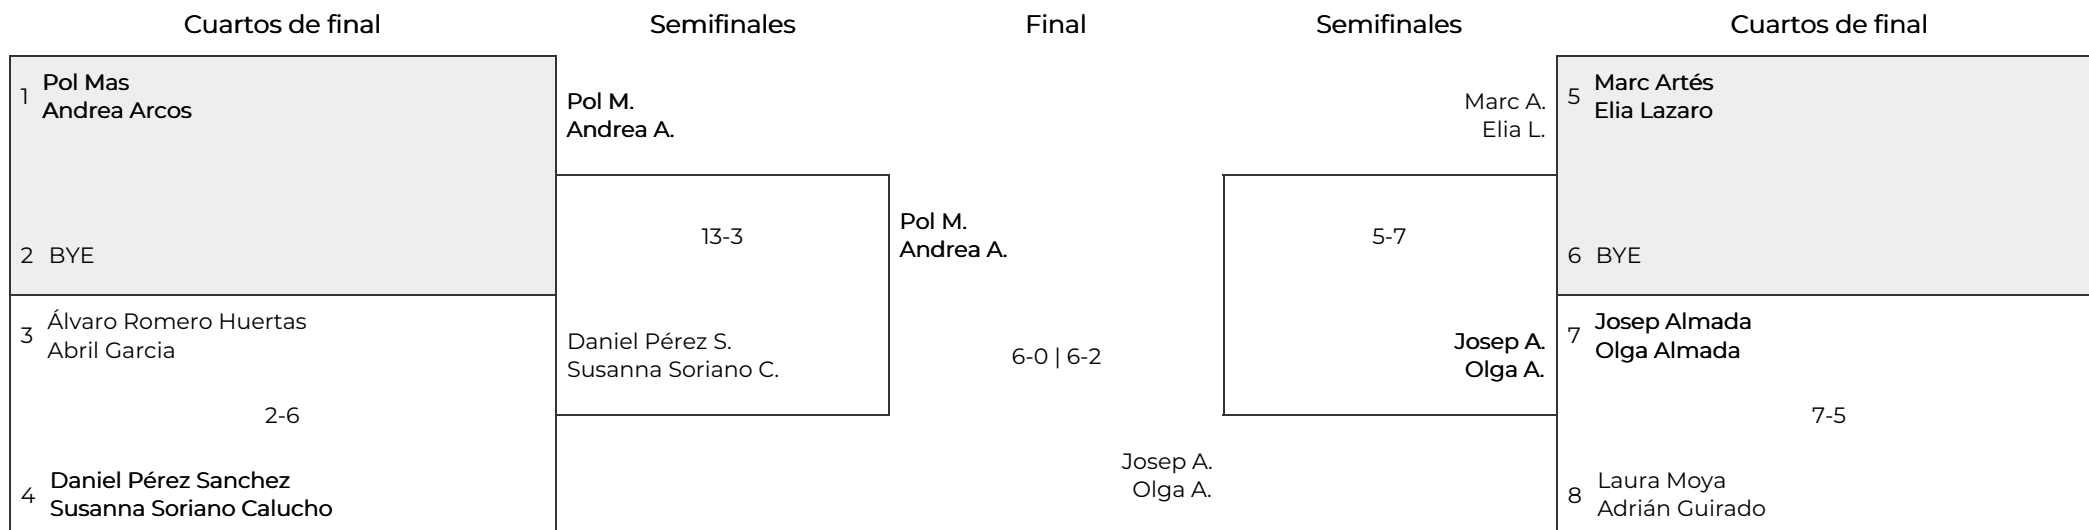 Cuartos de final
Semifinales
Final
Semifinales
Cuartos de final
1
Pol Mas
Andrea Arcos
2 BYE
3
Álvaro Romero Huertas
Abril Garcia
2-6
4
Daniel Pérez Sanchez
Susanna Soriano Calucho
Pol M.
Andrea A.
13-3
Daniel Pérez S.
Susanna Soriano C.
Pol M.
Andrea A.
6-0 | 6-2
Josep A.
Olga A.
Marc A.
Elia L.
5-7
Josep A.
Olga A.
5
Marc Artés
Elia Lazaro
6 BYE
7
Josep Almada
Olga Almada
7-5
8
Laura Moya
Adrián Guirado